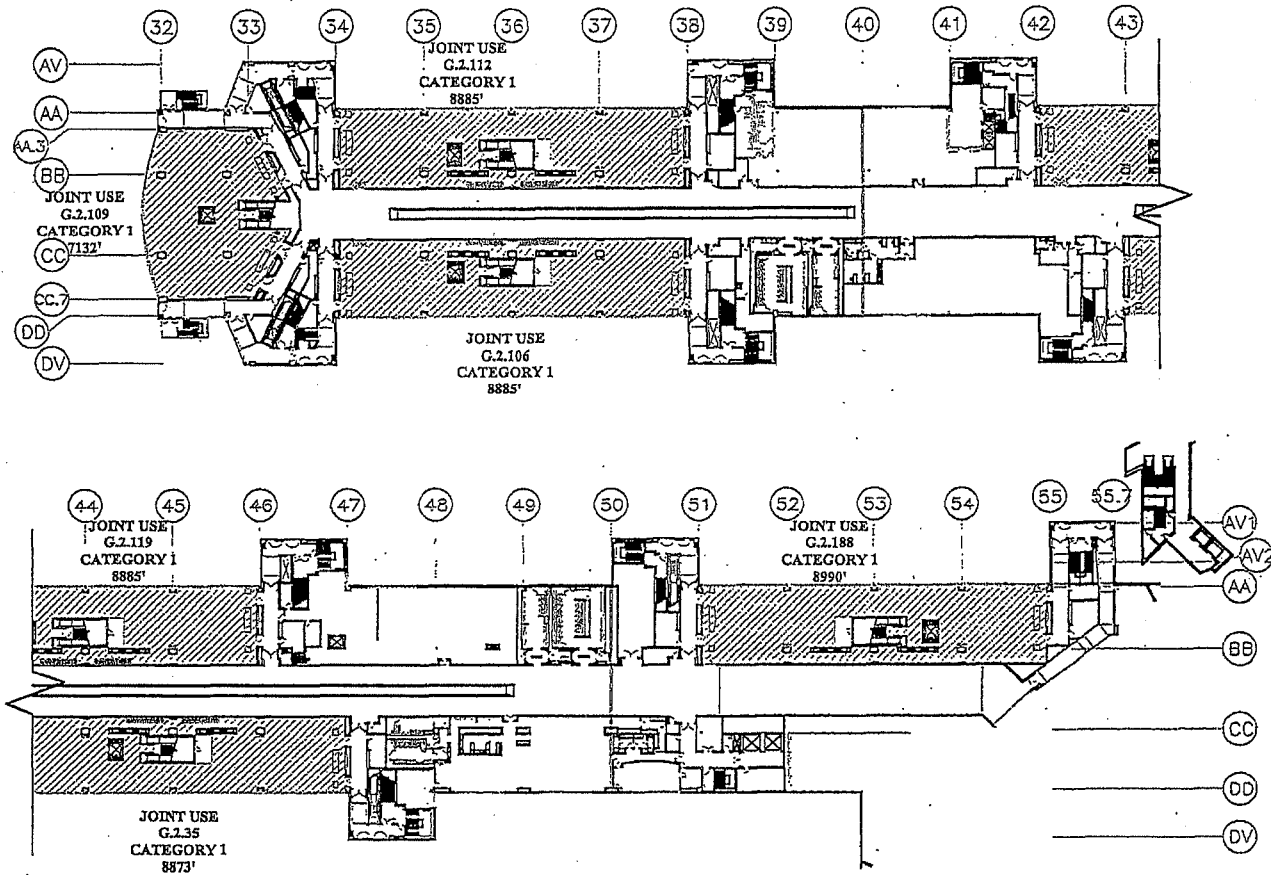 32 33 34 35 36 37 38 39 40 41 42 43
AV
AA
AA.3
BB
CC
CC.7
DD
DV
JOINT USE
G.2.112
CATEGORY 1
8885'
JOINT USE
G.2.109
CATEGORY 1
7132'
JOINT USE
G.2.106
CATEGORY 1
8885'
44 45 46 47 48 49 50 51 52 53 54 55 55.7
JOINT USE
G.2.119
CATEGORY 1
8885'
JOINT USE
G.2.188
CATEGORY 1
8990'
AV1
AV2
AA
BB
CC
DD
DV
JOINT USE
G.2.35
CATEGORY 1
8873'